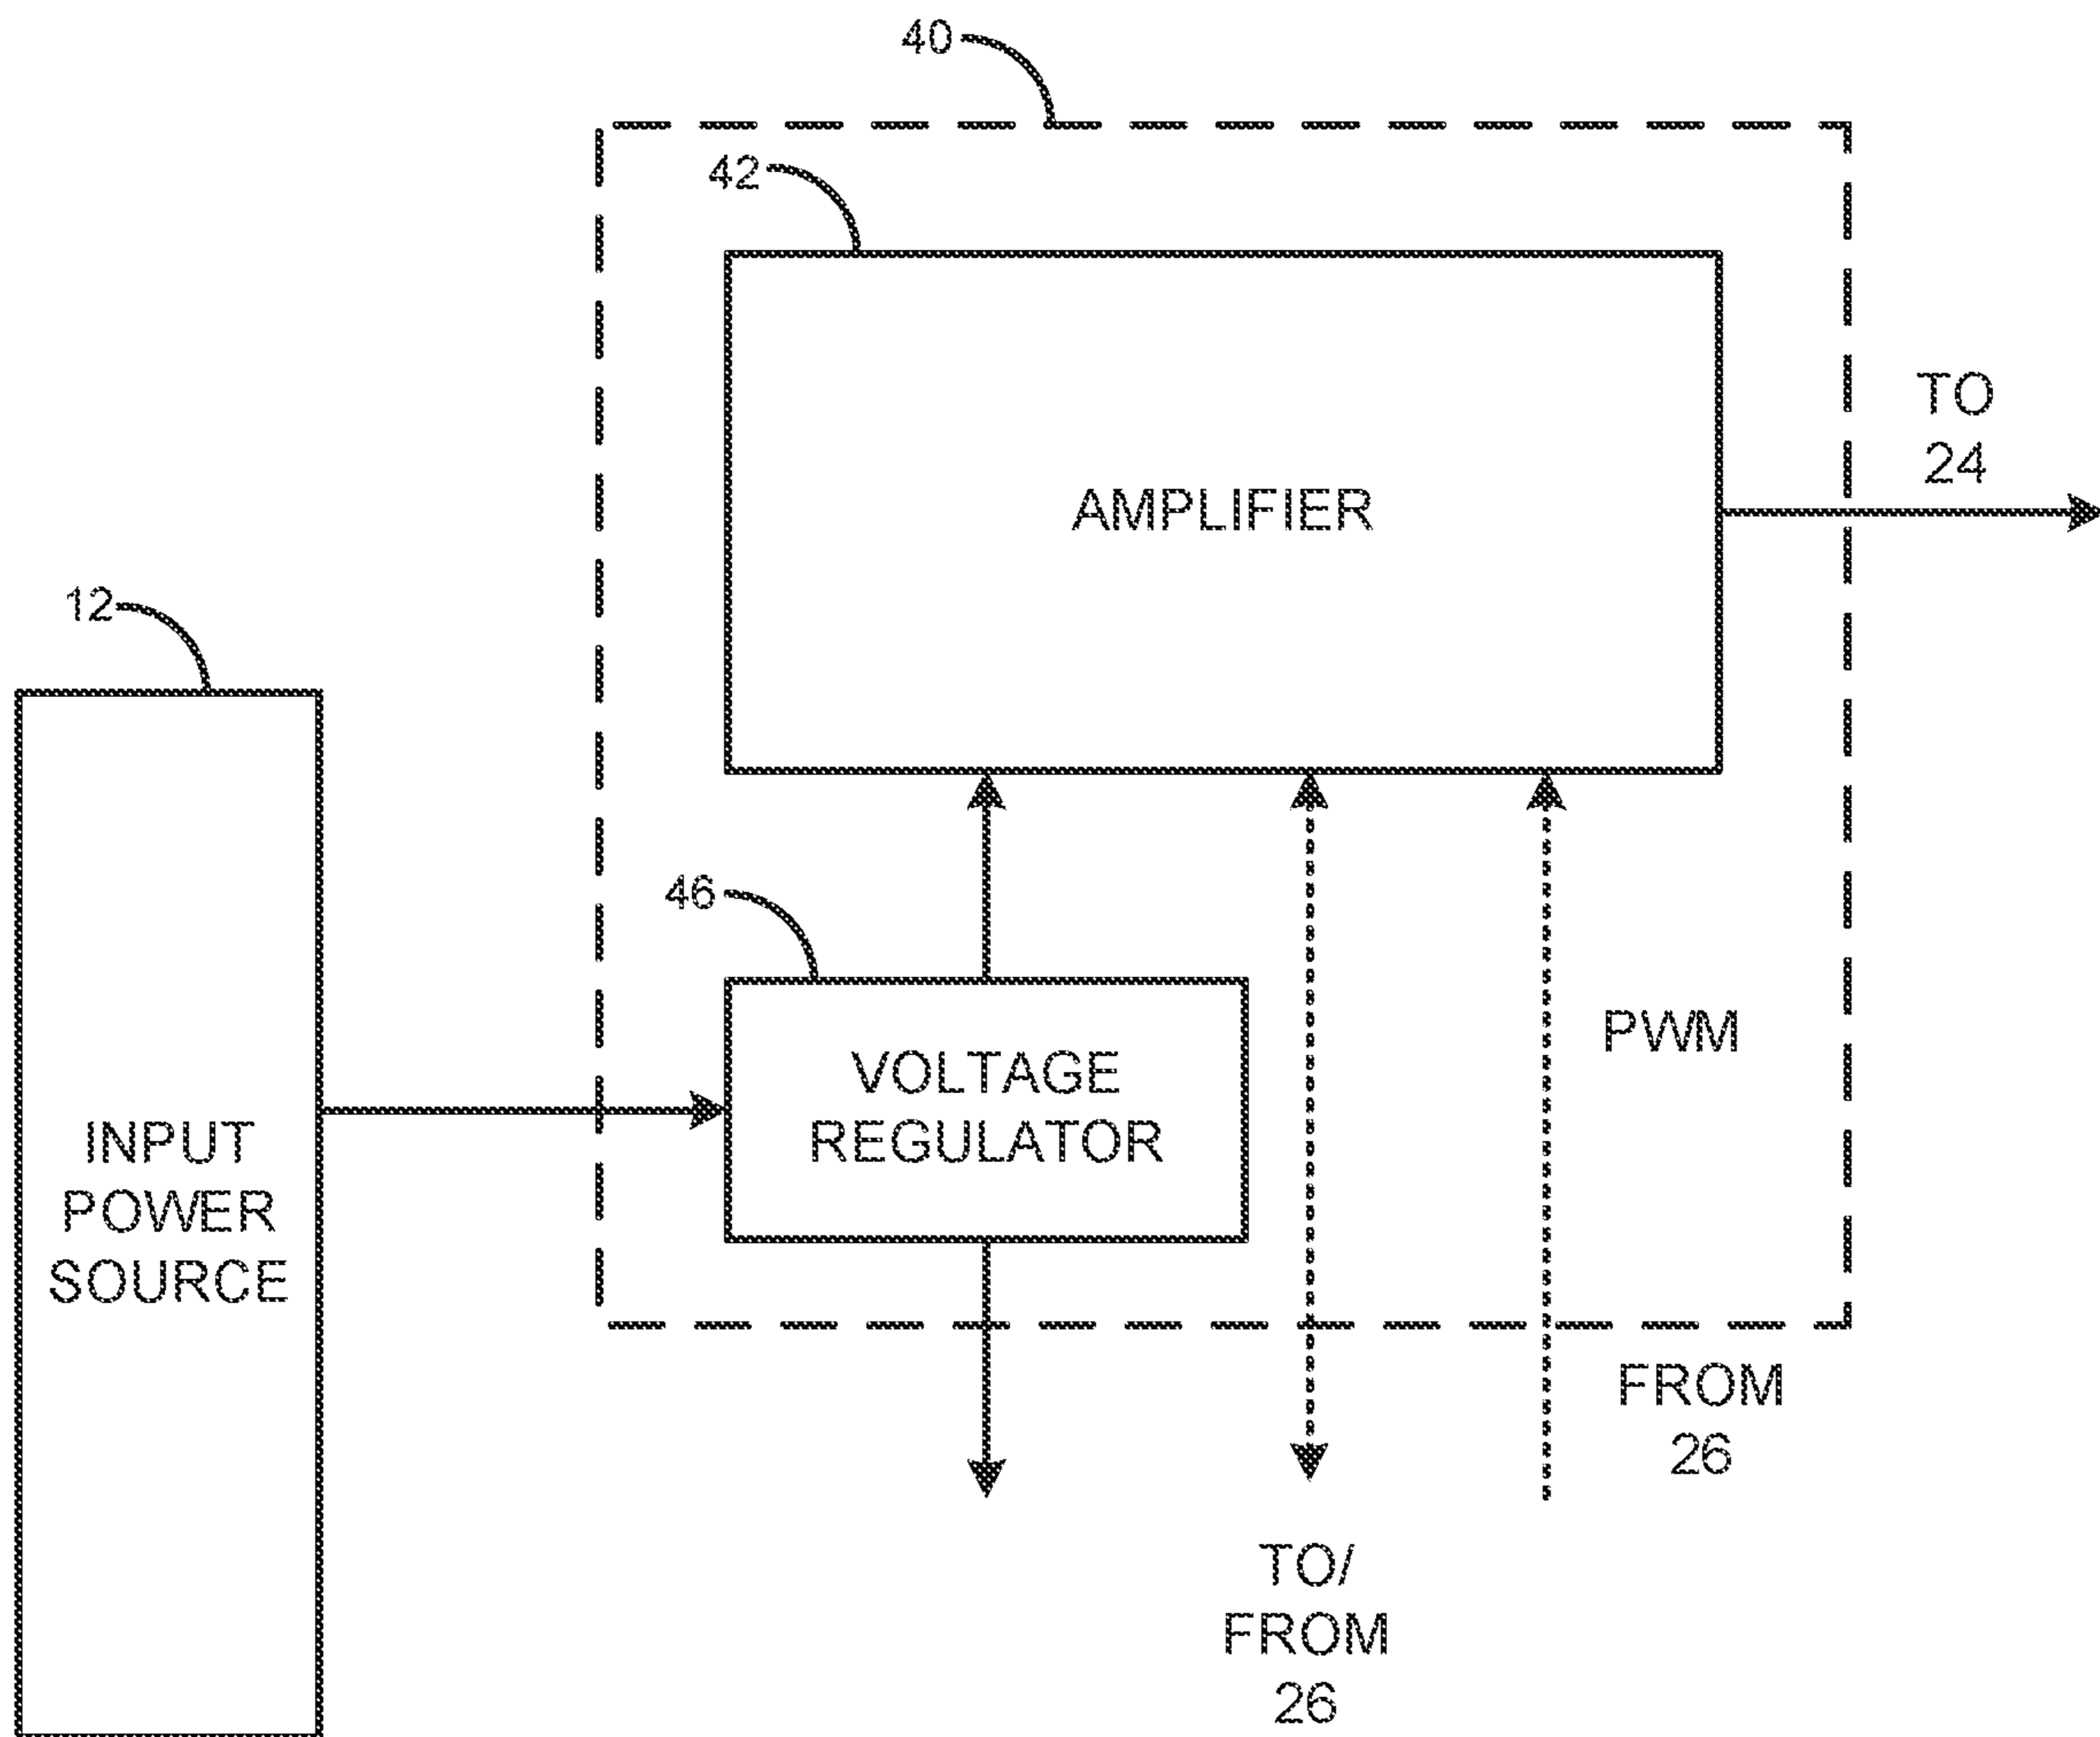 40
42
AMPLIFIER
TO
24
12
46
VOLTAGE
REGULATOR
PWM
INPUT
POWER
SOURCE
FROM
26
TO/
FROM
26